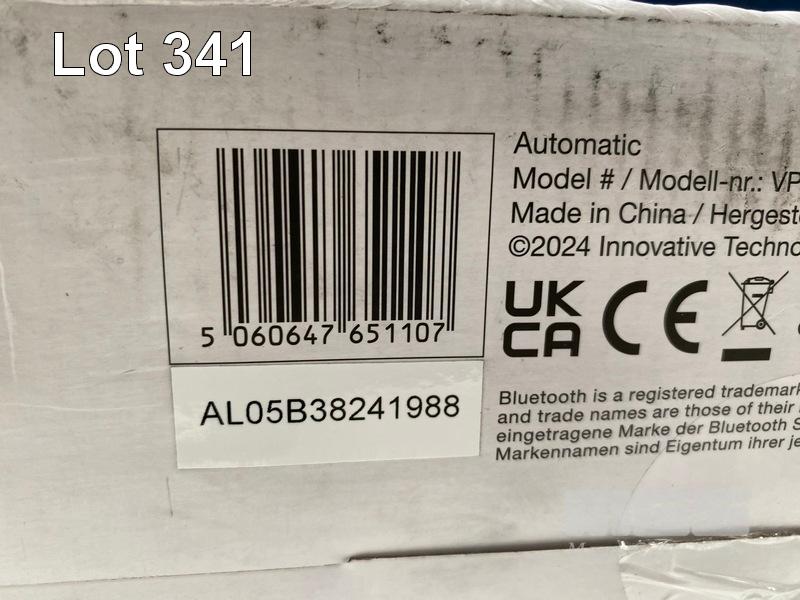 Lot 341
Automatic
Model # / Modell-nr.: VP
Made in China / Hergeste
©2024 Innovative Techno
UK
CA
CE
5 060647 651107
AL05B38241988
Bluetooth is a registered trademark
and trade names are those of their
eingetragene Marke der Bluetooth S
Markennamen sind Eigentum ihrer je